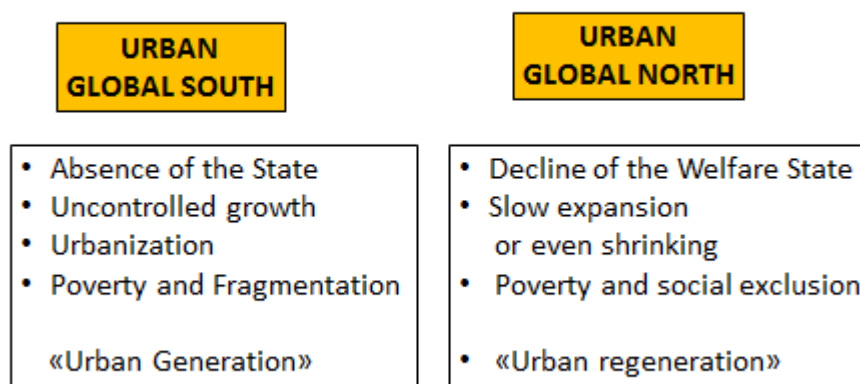 URBAN
GLOBAL SOUTH
• Absence of the State
• Uncontrolled growth
• Urbanization
• Poverty and Fragmentation
«Urban Generation»
URBAN
GLOBAL NORTH
• Decline of the Welfare State
• Slow expansion
or even shrinking
• Poverty and social exclusion
• «Urban regeneration»